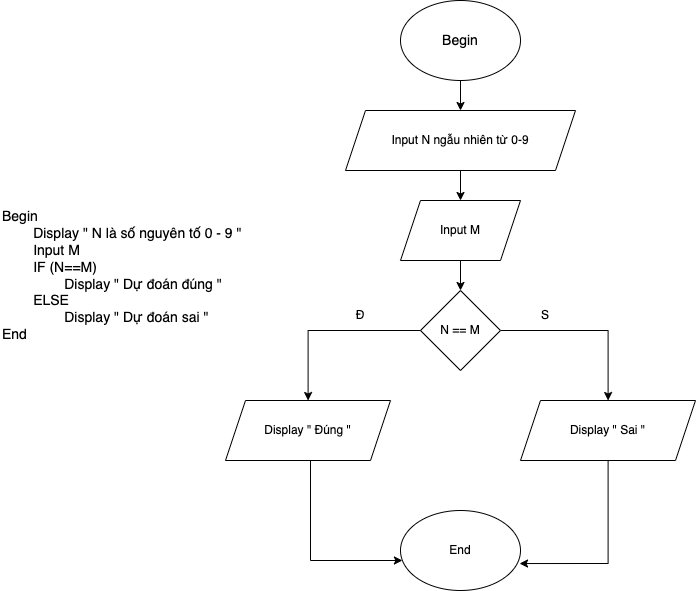 Begin
Input N ngẫu nhiên từ 0-9
Input M
Begin
Display " N là số nguyên tố 0 - 9 "
Input M
IF (N==M)
Display " Dự đoán đúng "
ELSE
Display " Dự đoán sai "
End
Đ
S
N == M
Display " Đúng "
Display " Sai "
End